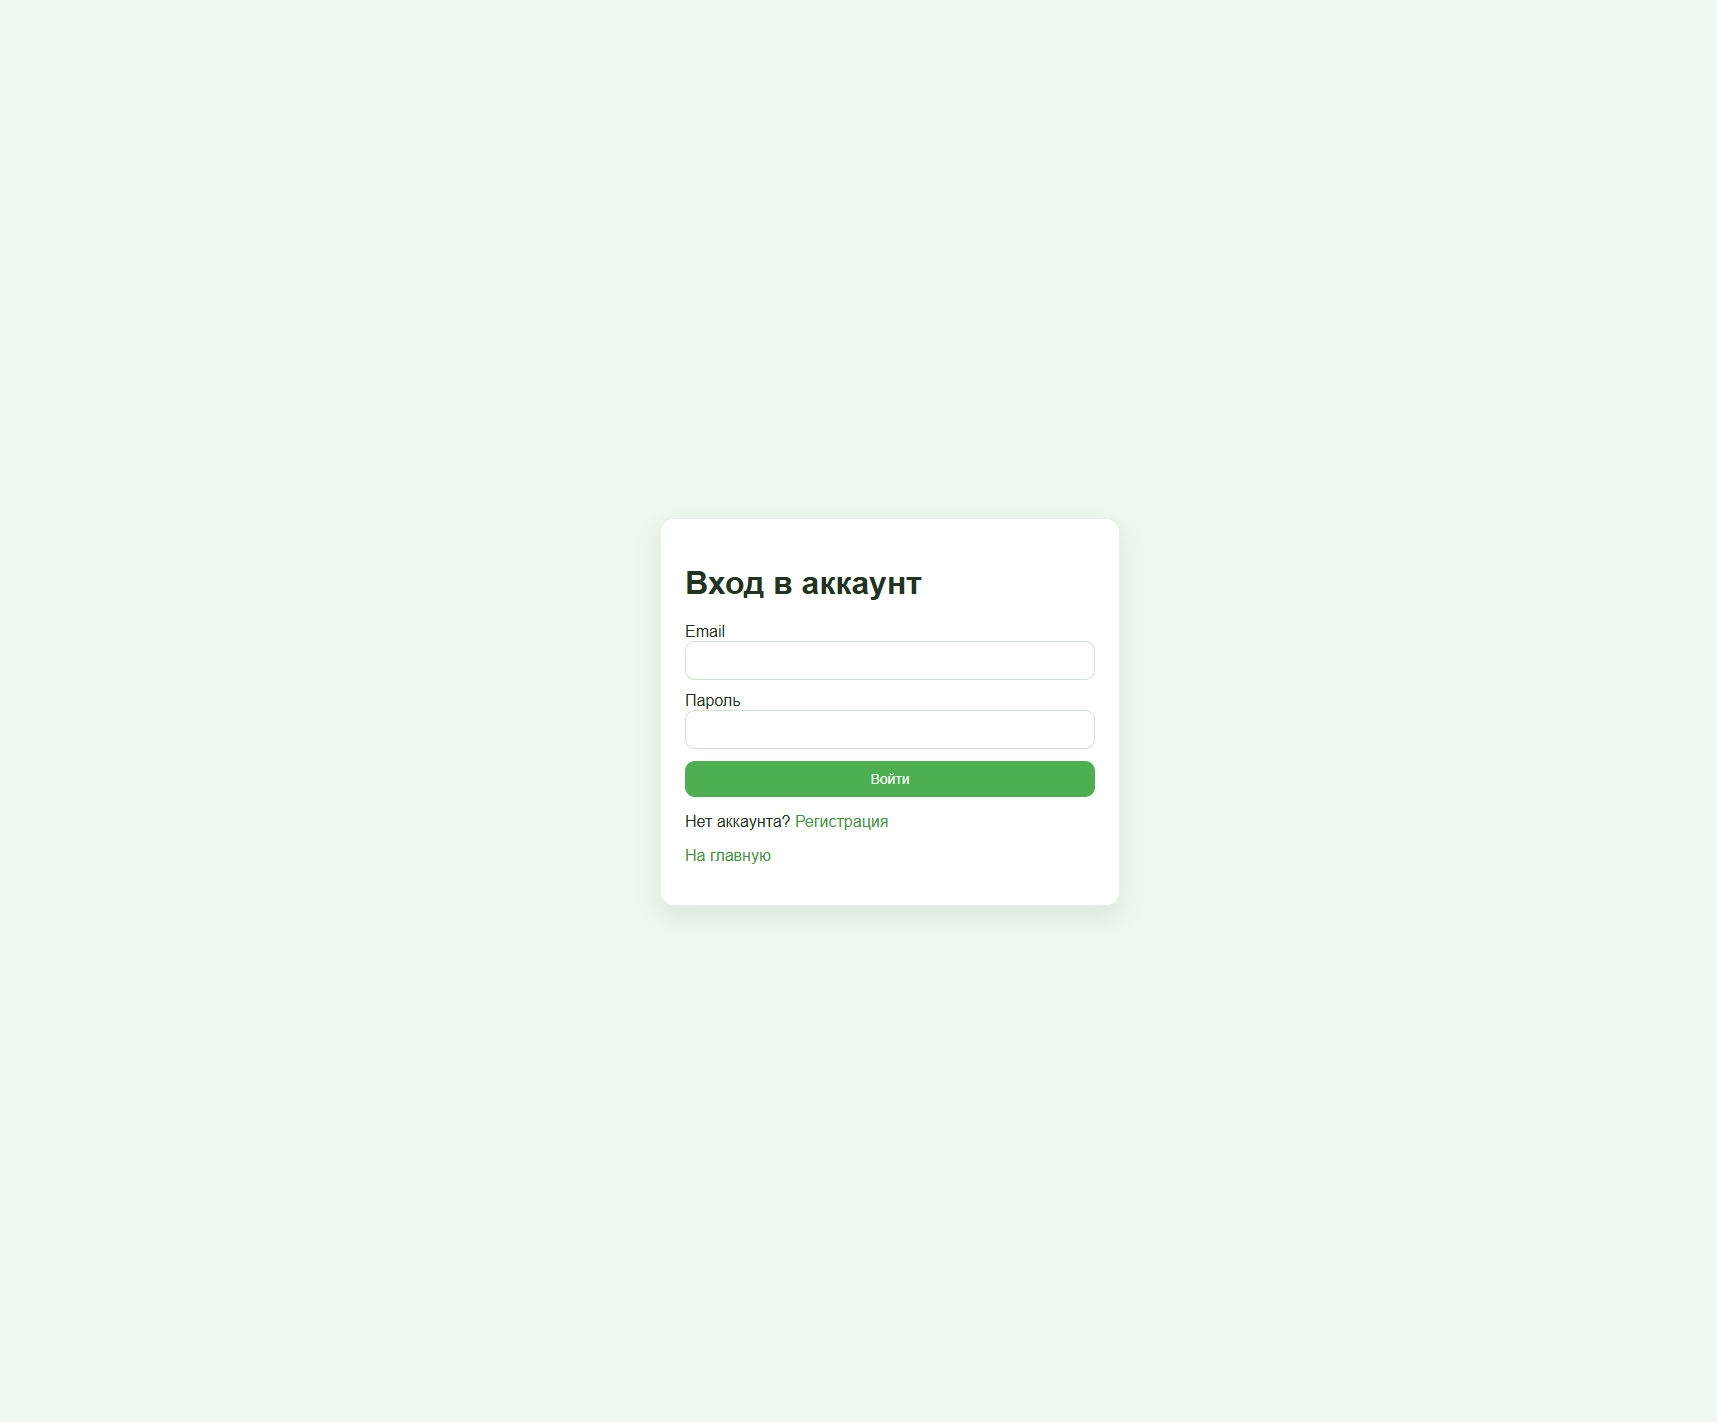 Вход в аккаунт
Email
Пароль
Войти
Нет аккаунта? Регистрация
На главную